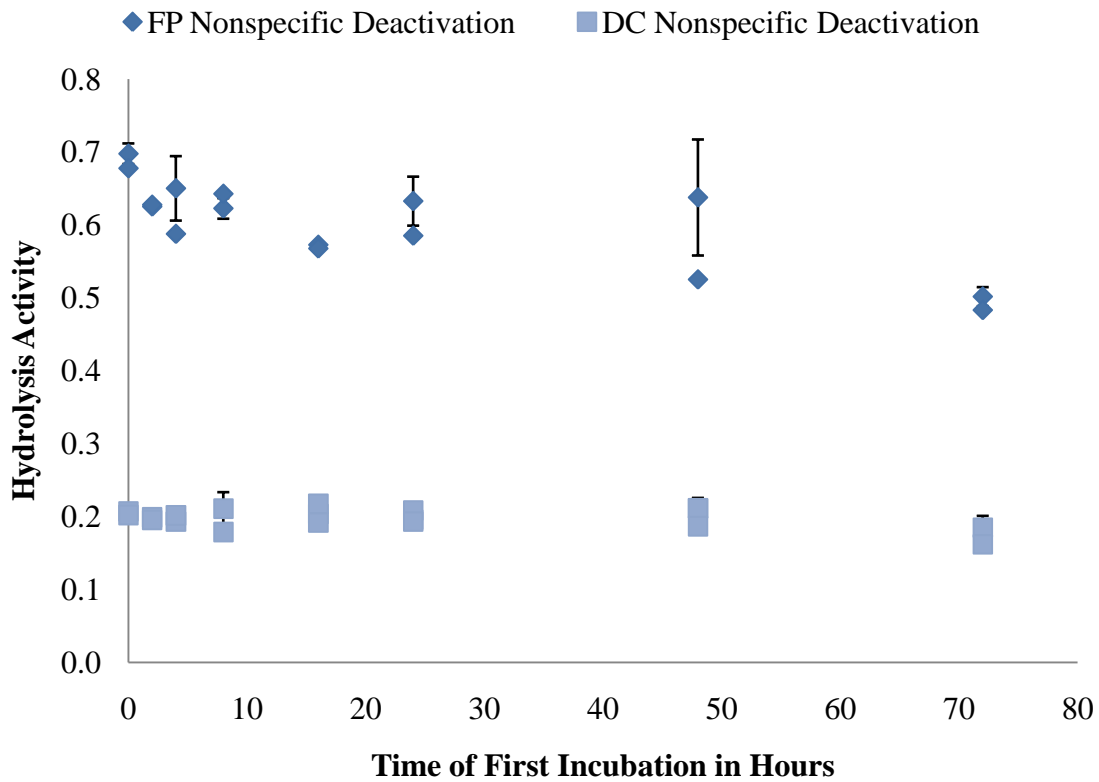 FP Nonspecific Deactivation DC Nonspecific Deactivation
0.8
0.7
0.6
0.5
0.4
0.3
0.2
0.1
0.0
Hydrolysis Activity
0 10 20 30 40 50 60 70 80
Time of First Incubation in Hours